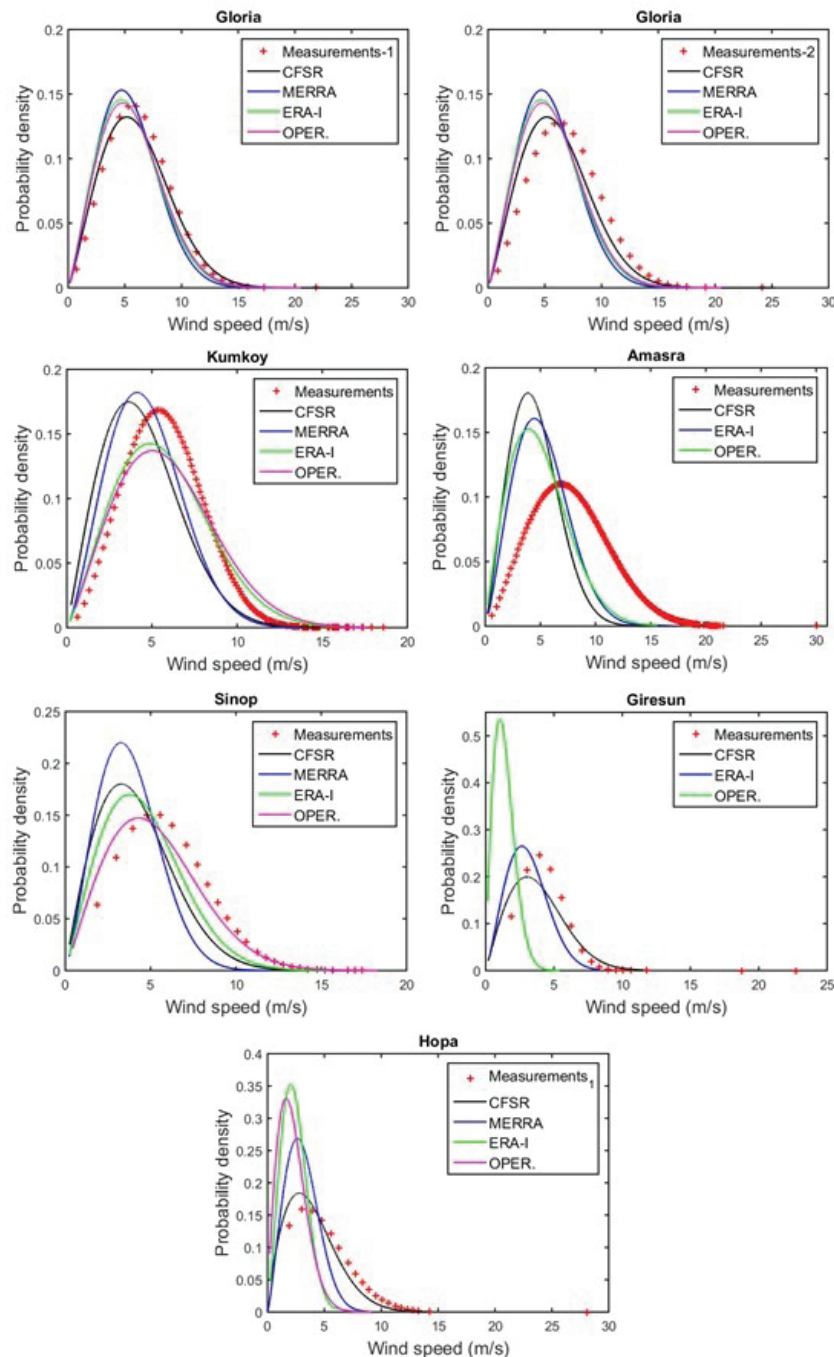 Gloria
0.2
0.15
0.1
0.05
0
0 5 10 15 20 25 30
Probability density
Wind speed (m/s)
Measurements-1
CFSR
MERRA
ERA-I
OPER.
Gloria
0.2
0.15
0.1
0.05
0
0 5 10 15 20 25 30
Probability density
Wind speed (m/s)
Measurements-2
CFSR
MERRA
ERA-I
OPER.
Kumkoy
0.2
0.15
0.1
0.05
0
0 5 10 15 20
Probability density
Wind speed (m/s)
Measurements
CFSR
MERRA
ERA-I
OPER.
Amasra
0.2
0.15
0.1
0.05
0
0 5 10 15 20 25 30
Probability density
Wind speed (m/s)
Measurements
CFSR
ERA-I
OPER.
Sinop
0.25
0.2
0.15
0.1
0.05
0
0 5 10 15 20
Probability density
Wind speed (m/s)
Measurements
CFSR
MERRA
ERA-I
OPER.
Giresun
0.5
0.4
0.3
0.2
0.1
0
0 5 10 15 20 25
Probability density
Wind speed (m/s)
Measurements
CFSR
ERA-I
OPER.
Hopa
0.4
0.35
0.3
0.25
0.2
0.15
0.1
0.05
0
0 5 10 15 20 25 30
Probability density
Wind speed (m/s)
Measurements₁
CFSR
MERRA
ERA-I
OPER.